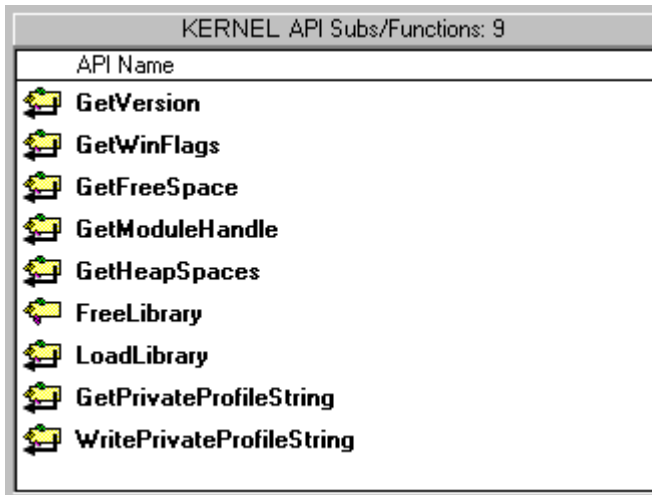 KERNEL API Subs/Functions: 9
API Name
GetVersion
GetWinFlags
GetFreeSpace
GetModuleHandle
GetHeapSpaces
FreeLibrary
LoadLibrary
GetPrivateProfileString
WritePrivateProfileString